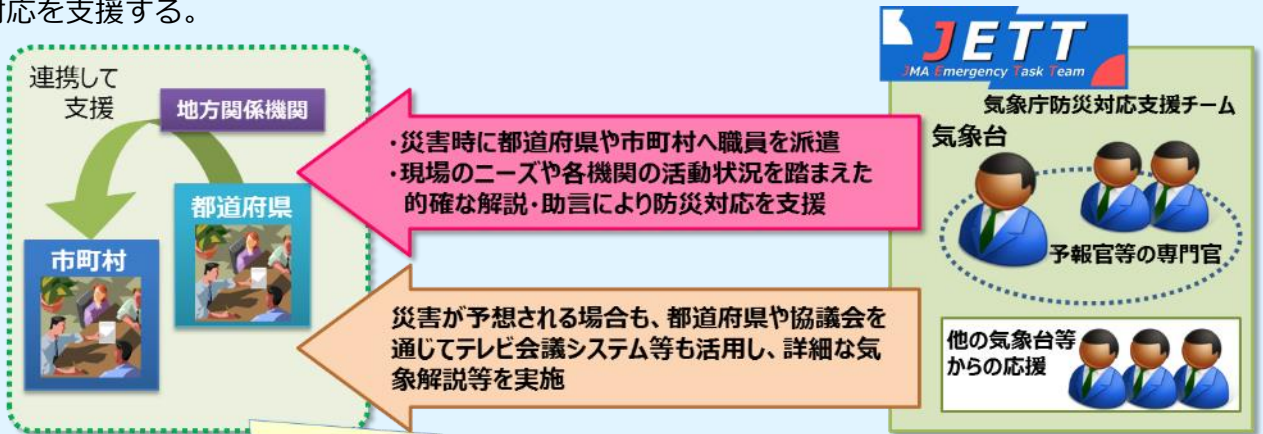 対応を支援する。
連携して
支援
地方関係機関
都道府県
市町村
・災害時に都道府県や市町村へ職員を派遣
・現場のニーズや各機関の活動状況を踏まえた
的確な解説・助言により防災対応を支援
災害が予想される場合も、都道府県や協議会を
通じてテレビ会議システム等も活用し、詳細な気
象解説等を実施
JETT
JMA Emergency Task Team
気象庁防災対応支援チーム
気象台
予報官等の専門官
他の気象台等
からの応援